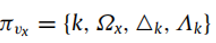 π_{v_x} = {k, Ω_x, △_k, Λ_k}